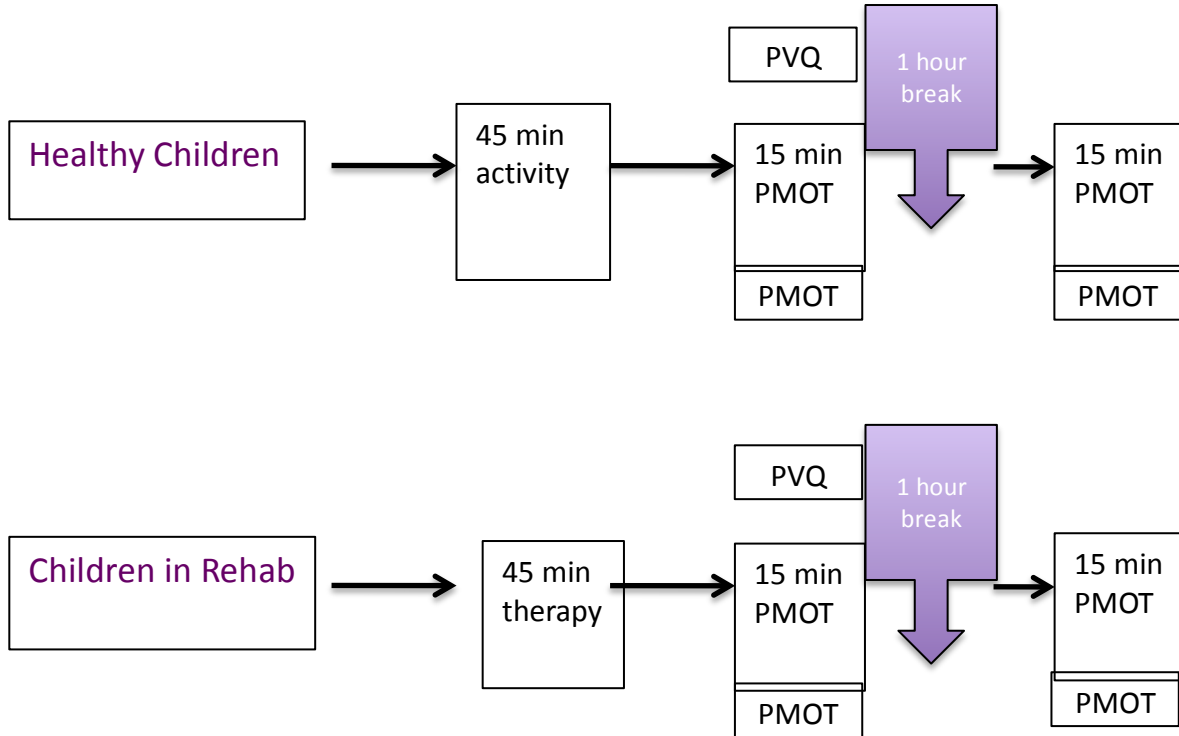 PVQ
1 hour
break
Healthy Children
45 min
activity
15 min
PMOT
15 min
PMOT
PMOT
PMOT
PVQ
1 hour
break
Children in Rehab
45 min
therapy
15 min
PMOT
15 min
PMOT
PMOT
PMOT